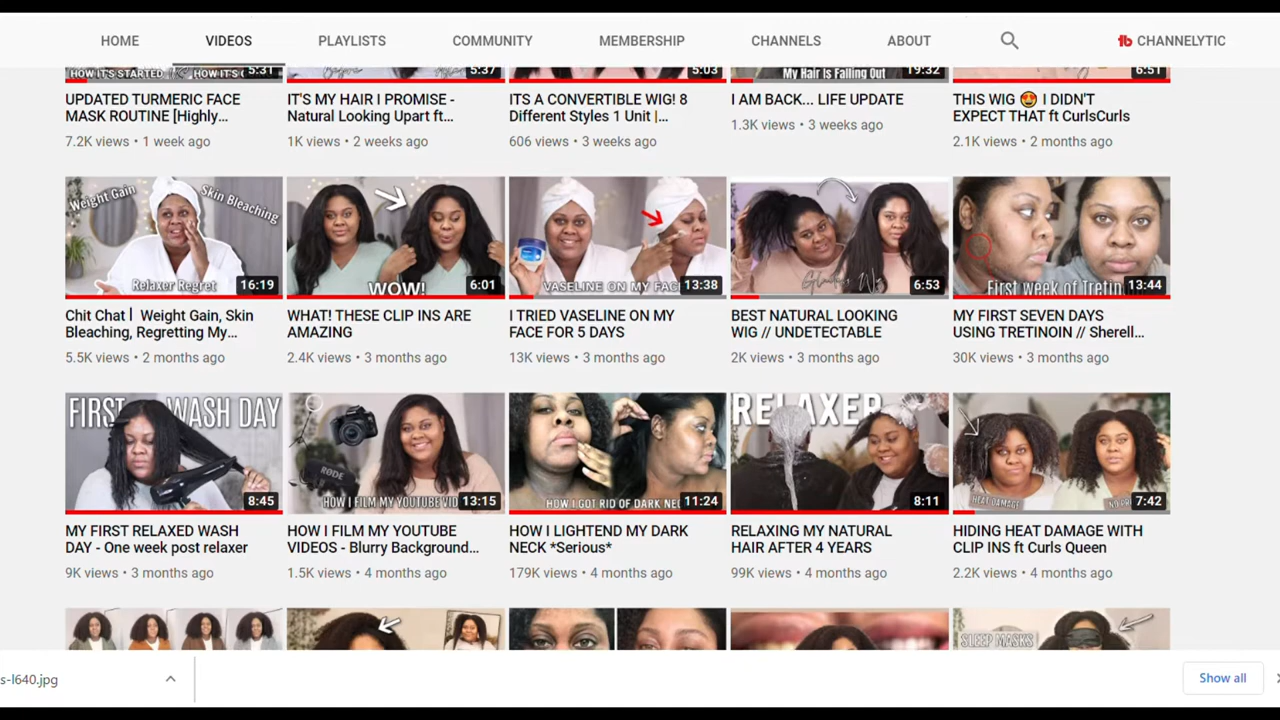 HOME VIDEOS PLAYLISTS COMMUNITY MEMBERSHIP CHANNELS ABOUT CHANNELYTIC
HOW IT'S STARTED HOW IT'S 5:31 5:37 5:03 My Hair Is Falling Out 19:32 6:51
UPDATED TURMERIC FACE
MASK ROUTINE [Highly...
7.2K views • 1 week ago
IT'S MY HAIR I PROMISE -
Natural Looking Upart ft...
1K views • 2 weeks ago
ITS A CONVERTIBLE WIG! 8
Different Styles 1 Unit |...
606 views • 3 weeks ago
I AM BACK... LIFE UPDATE
1.3K views • 3 weeks ago
THIS WIG 😍 I DIDN'T
EXPECT THAT ft CurlsCurls
2.1K views • 2 months ago
Weight Gain
Skin Bleaching
Relaxer Regret
16:19
Chit Chat | Weight Gain, Skin
Bleaching, Regretting My...
5.5K views • 2 months ago
WOW!
6:01
WHAT! THESE CLIP INS ARE
AMAZING
2.4K views • 3 months ago
VASELINE ON MY FAC
13:38
I TRIED VASELINE ON MY
FACE FOR 5 DAYS
13K views • 3 months ago
6:53
BEST NATURAL LOOKING
WIG // UNDETECTABLE
2K views • 3 months ago
13:44
First week of Tretin
MY FIRST SEVEN DAYS
USING TRETINOIN // Sherell...
30K views • 3 months ago
FIRST WASH DAY
8:45
MY FIRST RELAXED WASH
DAY - One week post relaxer
9K views • 3 months ago
RODE
HOW I FILM MY YOUTUBE VID
13:15
HOW I FILM MY YOUTUBE
VIDEOS - Blurry Background...
1.5K views • 4 months ago
HOW I GOT RID OF DARK NEC
11:24
HOW I LIGHTEND MY DARK
NECK *Serious*
179K views • 4 months ago
RELAXER
8:11
RELAXING MY NATURAL
HAIR AFTER 4 YEARS
99K views • 4 months ago
HEAT DAMAGE
7:42
HIDING HEAT DAMAGE WITH
CLIP INS ft Curls Queen
2.2K views • 4 months ago
SLEEP MASKS
s-l640.jpg
Show all